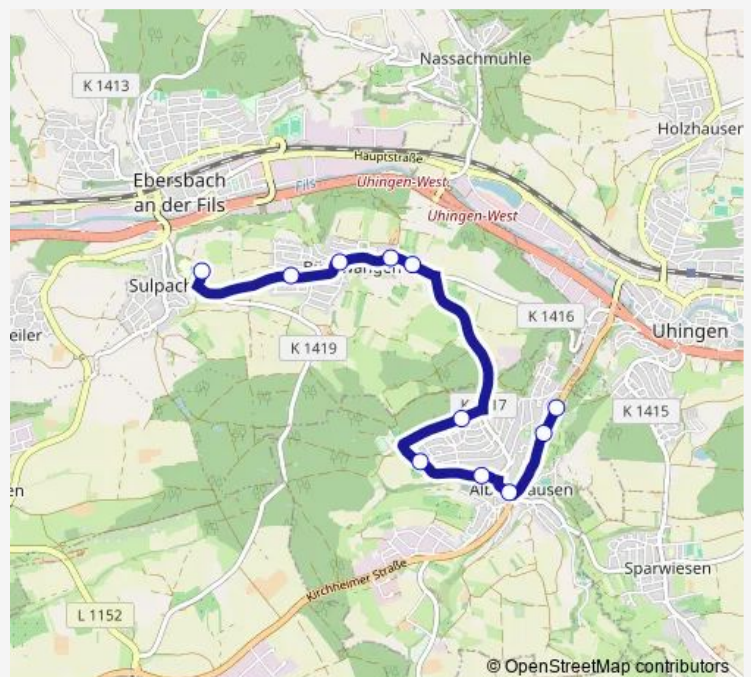 Nassachmühle
K 1413
Holzhauser
Hauptstraße
Ebersbach
an der Fils
Fils
Uhingen-West
Uhingen-West
Sulpach
K 1416
eiler
Uhingen
K 1419
K 1415
en
Sparwiesen
Kirchheimer Straße
L 1152
© OpenStreetMap contributors